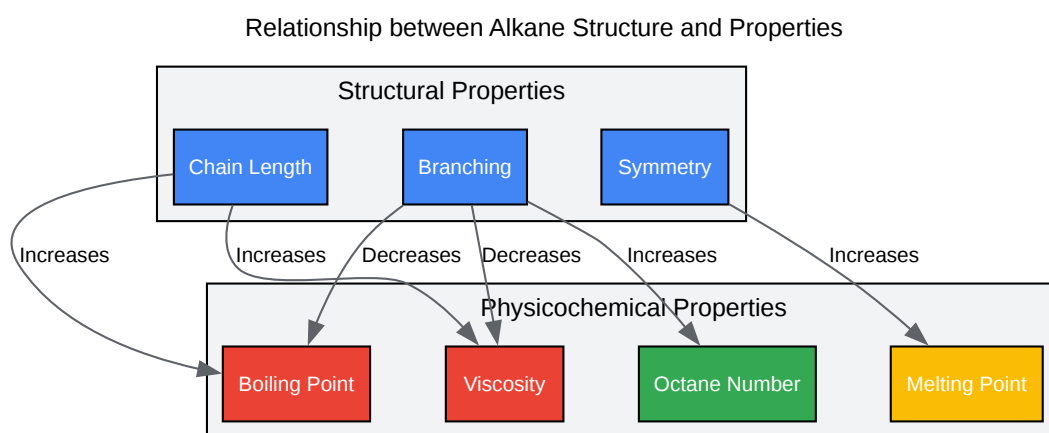 Relationship between Alkane Structure and Properties
Structural Properties
Chain Length
Branching
Symmetry
Increases
Increases
Decreases
Decreases
Increases
Increases
Physicochemical Properties
Boiling Point
Viscosity
Octane Number
Melting Point